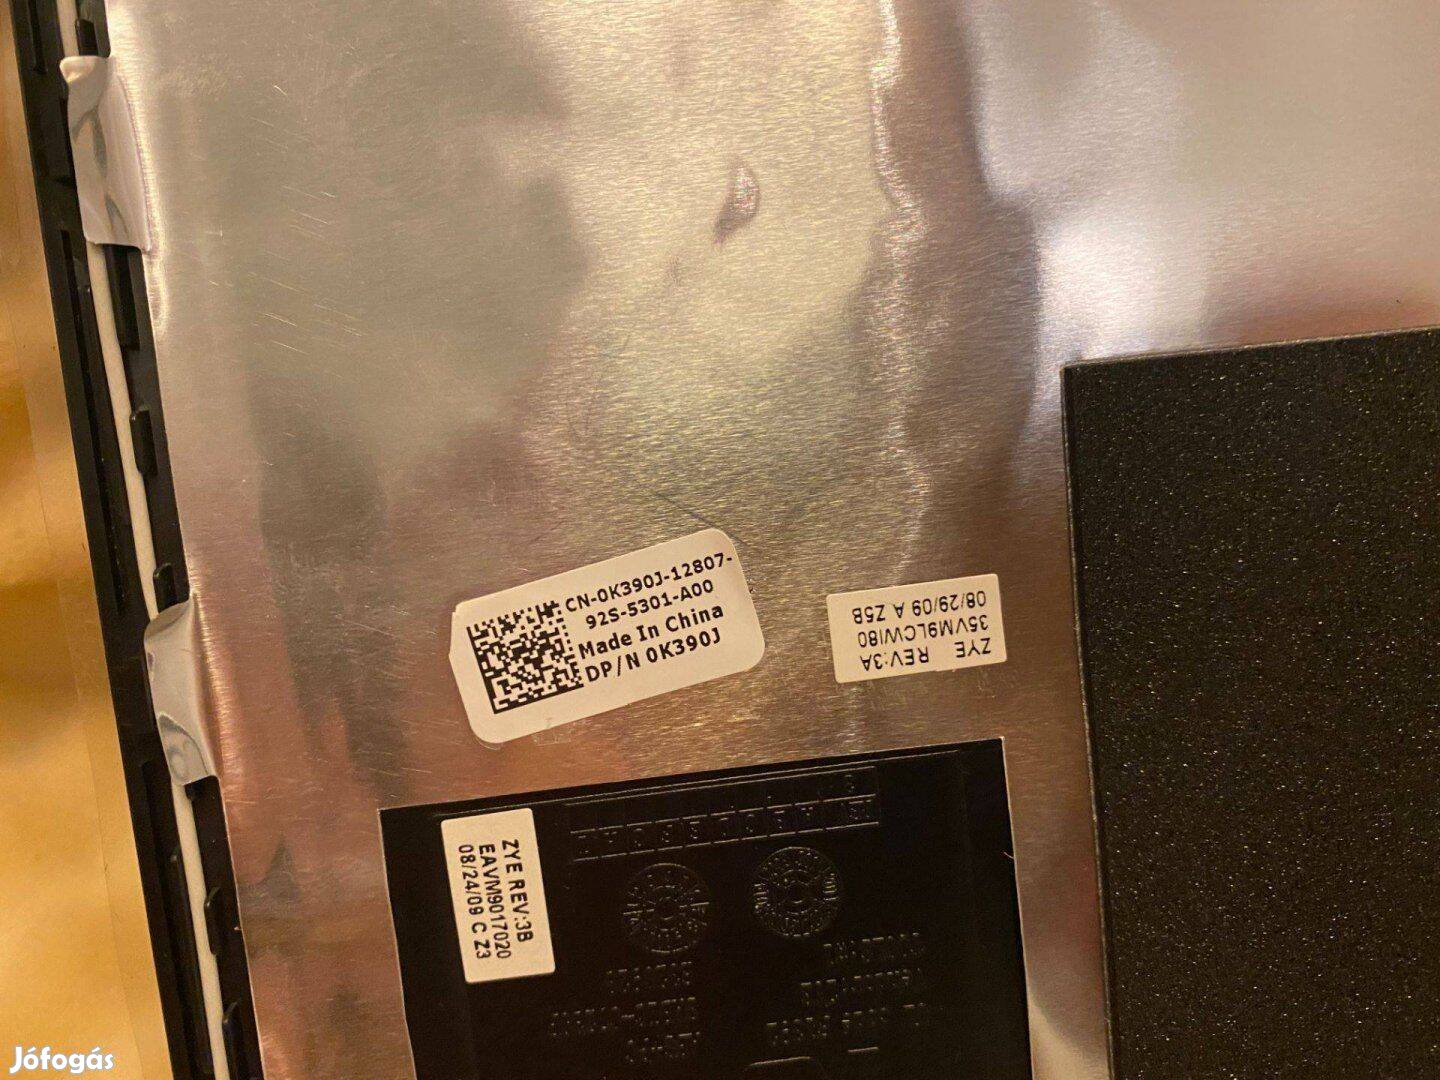 CN-0K390J-12807-
92S-5301-A00
Made In China
DP/N 0K390J
ZYE REV:3A
35VM9LCWI80
08/29/09 A Z5B
ZYE REV:3B
EAVM9017020
08/24/09 C Z3
Jófogás